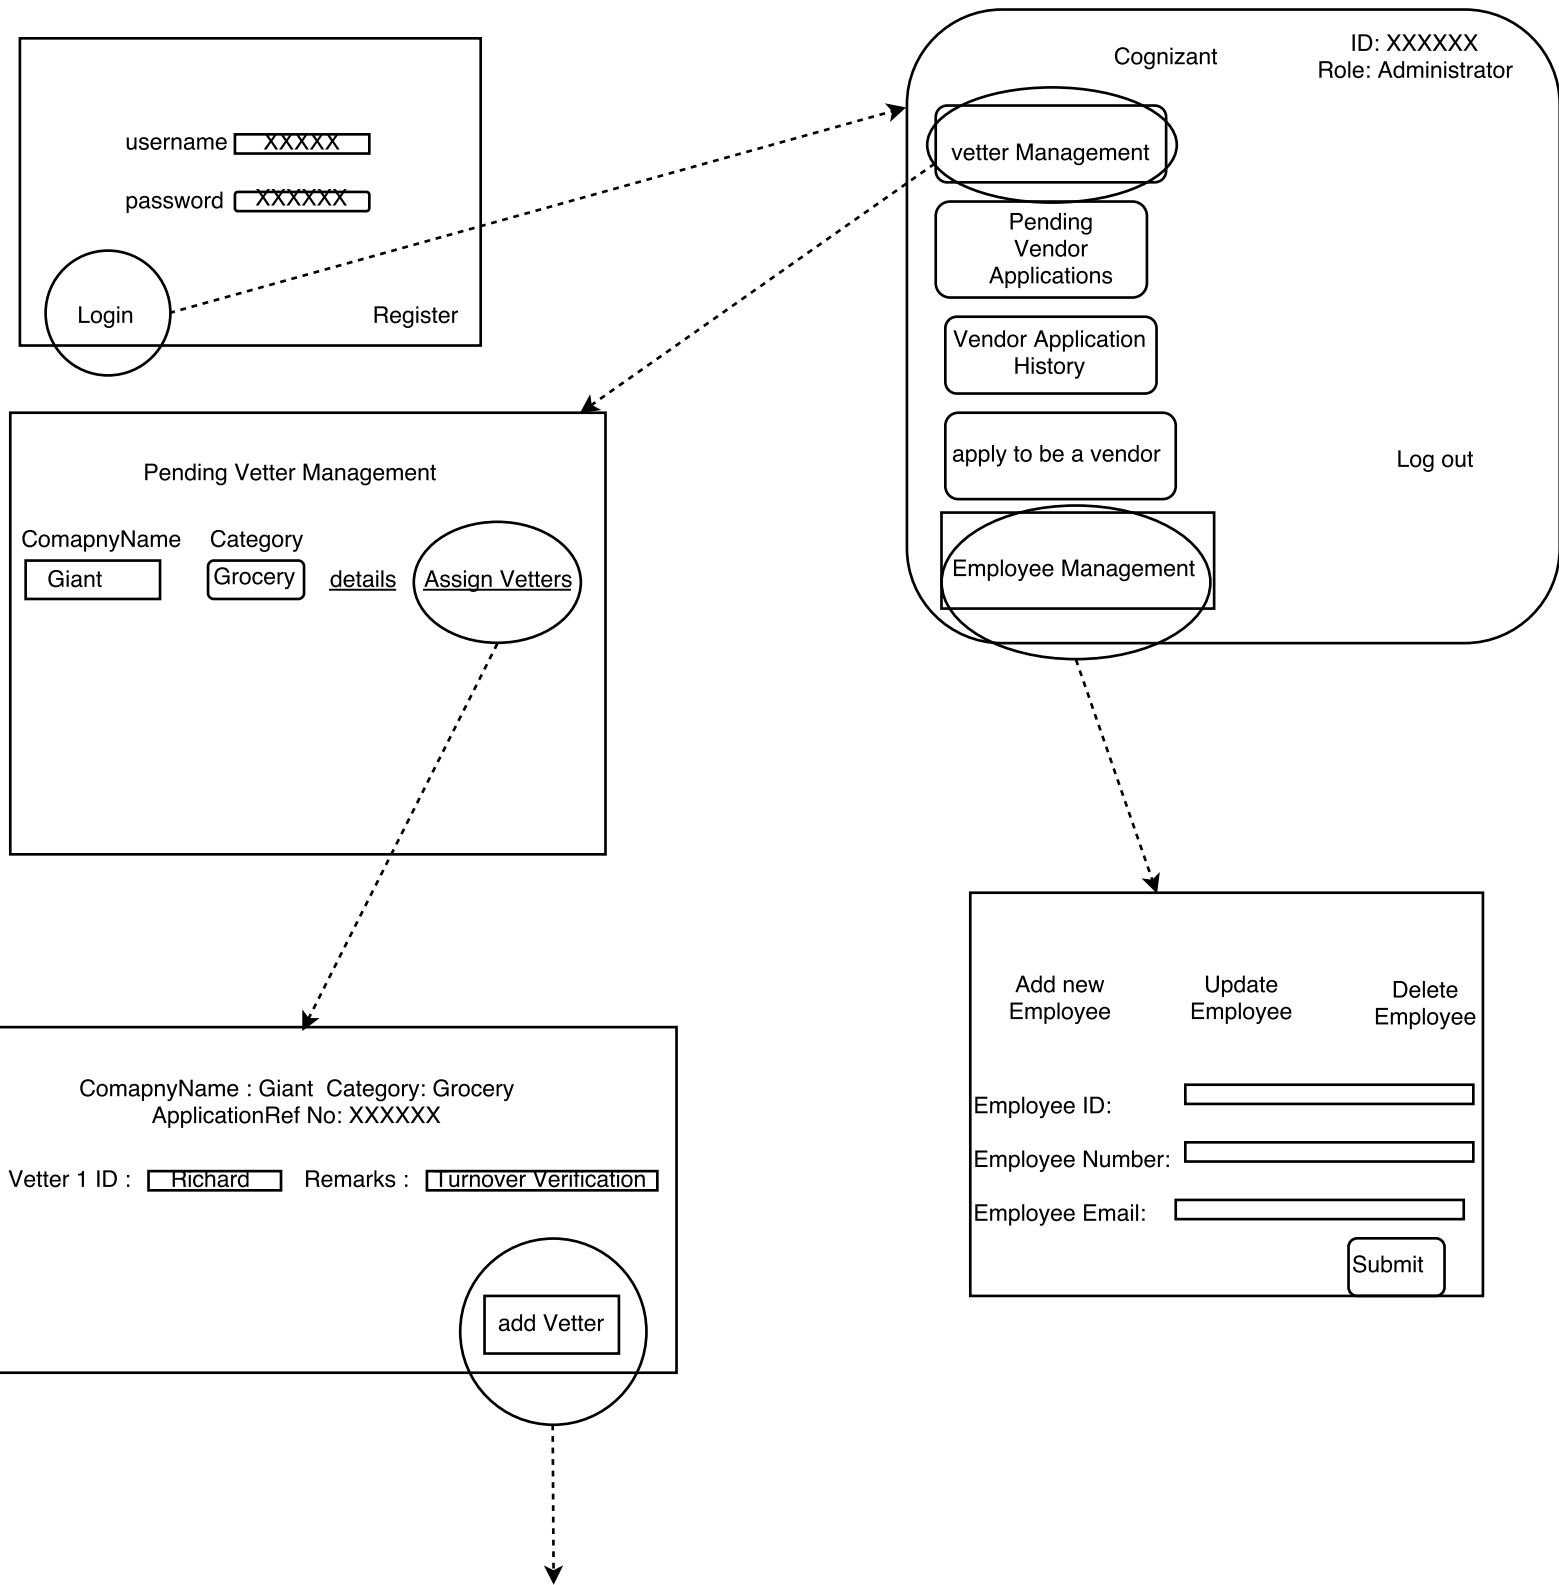 username XXXXX
password XXXXXX
Login Register
Cognizant
ID: XXXXXX
Role: Administrator
vetter Management
Pending
Vendor
Applications
Vendor Application
History
apply to be a vendor
Log out
Employee Management
Pending Vetter Management
ComapnyName Category
Giant Grocery details Assign Vetters
ComapnyName : Giant  Category: Grocery
ApplicationRef No: XXXXXX
Vetter 1 ID : Richard Remarks : Turnover Verification
add Vetter
Add new
Employee
Update
Employee
Delete
Employee
Employee ID:
Employee Number:
Employee Email:
Submit